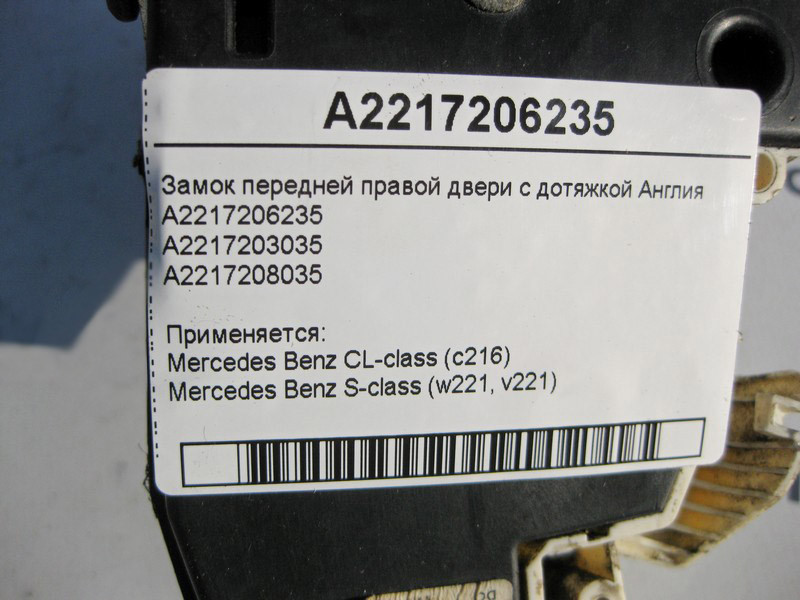 A2217206235
Замок передней правой двери с дотяжкой Англия
A2217206235
A2217203035
A2217208035
Применяется:
Mercedes Benz CL-class (c216)
Mercedes Benz S-class (w221, v221)